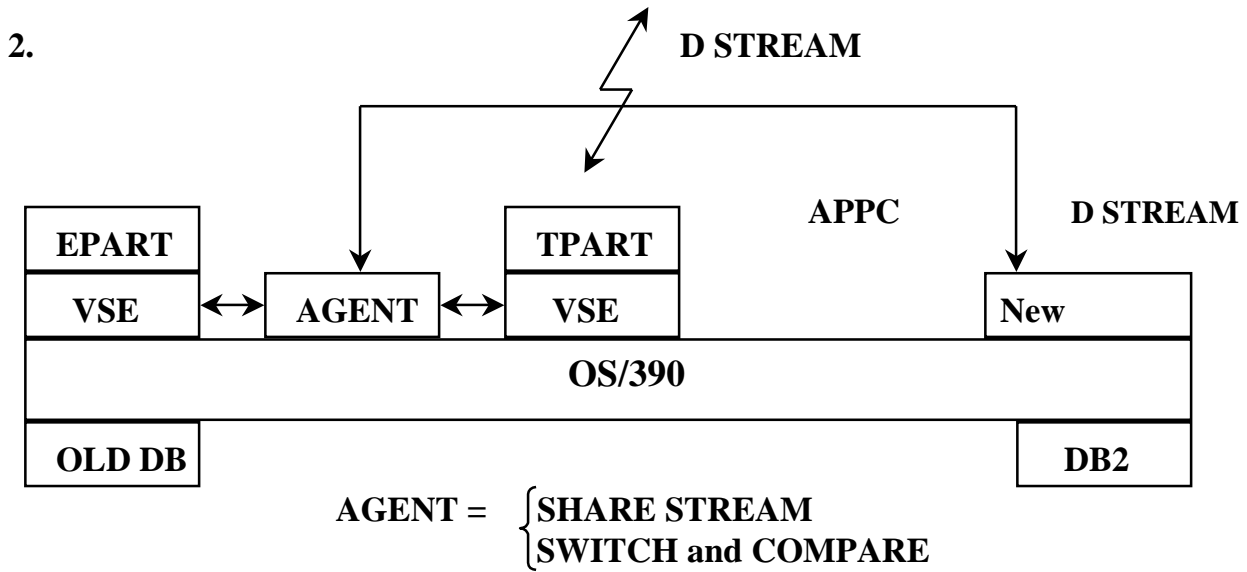 2.
D STREAM
APPC
D STREAM
EPART
TPART
VSE
AGENT
VSE
New
OS/390
OLD DB
DB2
AGENT = { SHARE STREAM
SWITCH and COMPARE